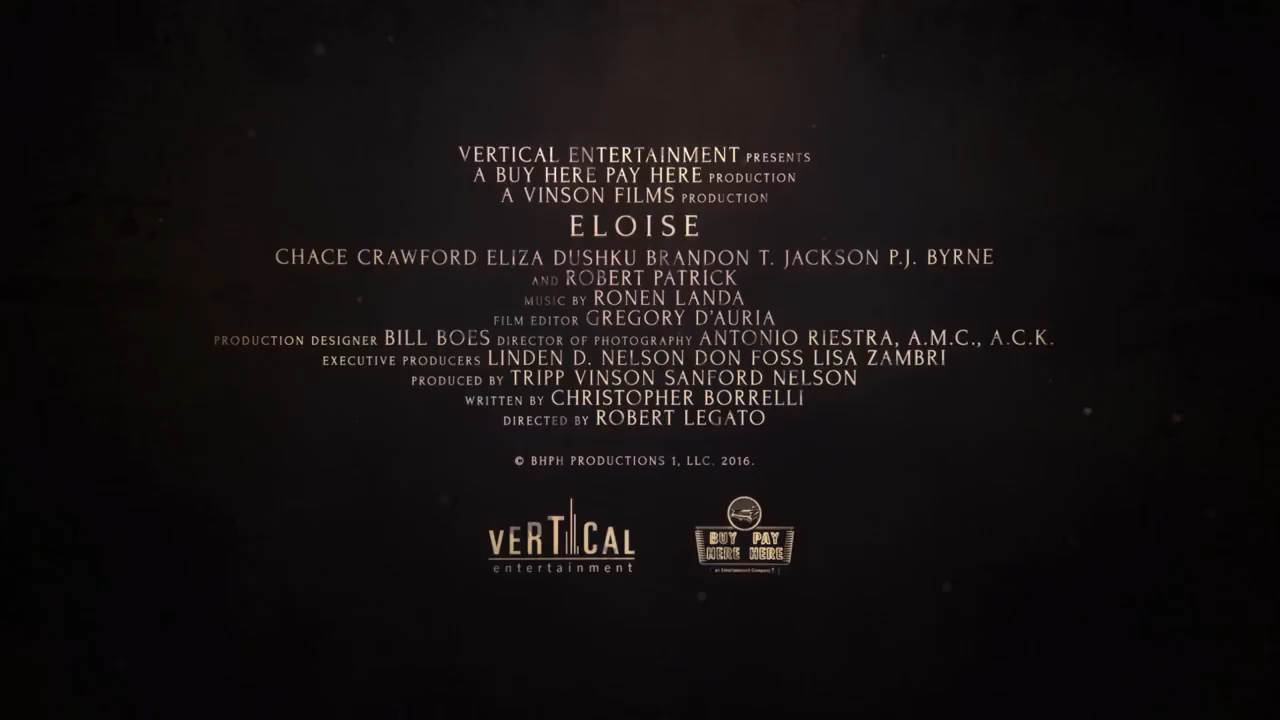 VERTICAL ENTERTAINMENT PRESENTS
A BUY HERE PAY HERE PRODUCTION
A VINSON FILMS PRODUCTION
ELOISE
CHACE CRAWFORD ELIZA DUSHKU BRANDON T. JACKSON P.J. BYRNE
AND ROBERT PATRICK
MUSIC BY RONEN LANDA
FILM EDITOR GREGORY D'AURIA
PRODUCTION DESIGNER BILL BOES DIRECTOR OF PHOTOGRAPHY ANTONIO RIESTRA, A.M.C., A.C.K.
EXECUTIVE PRODUCERS LINDEN D. NELSON DON FOSS LISA ZAMBRI
PRODUCED BY TRIPP VINSON SANFORD NELSON
WRITTEN BY CHRISTOPHER BORRELLI
DIRECTED BY ROBERT LEGATO
© BHPH PRODUCTIONS 1, LLC. 2016.
VERTICAL
entertainment
BUY PAY
HERE HERE
an Entertainment Company